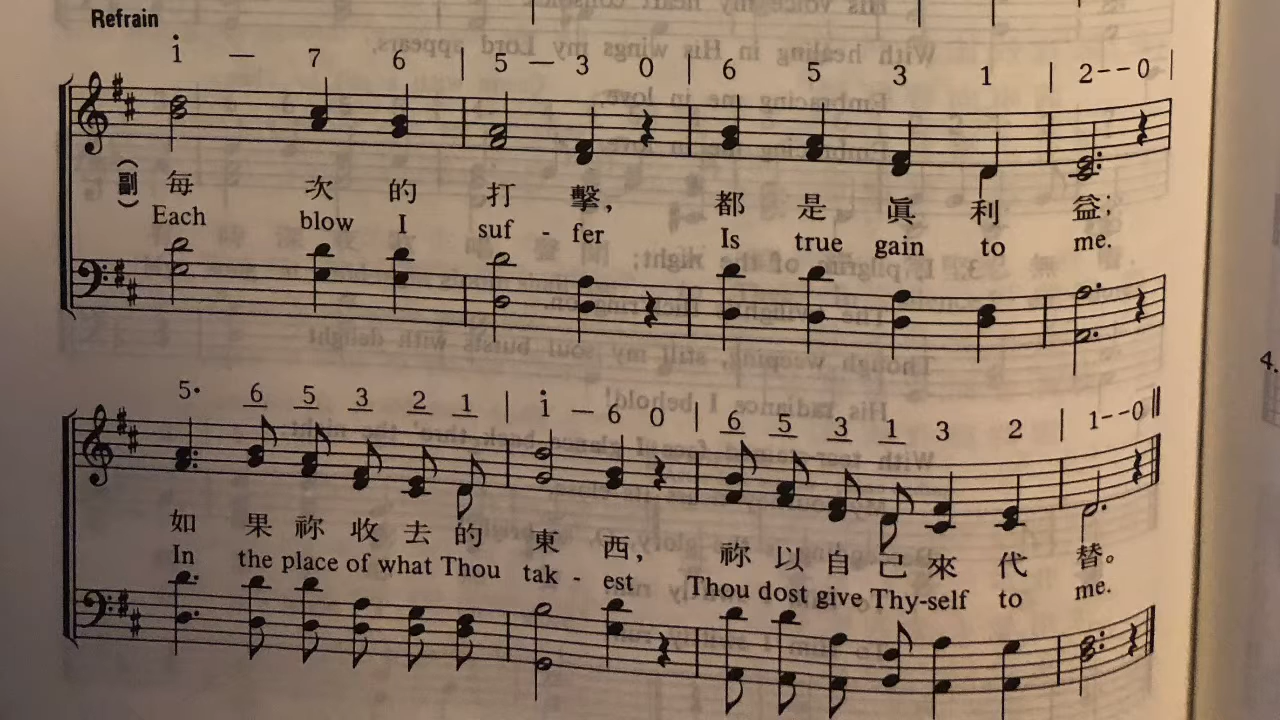 Refrain
i — 7 6 | 5 — 3 0 | 6 5 3 1 | 2--0 |
(副) 每 次 的 打 擊, 都 是 眞 利 益;
Each blow I suf - fer Is true gain to me.
5· 6 5 3 2 1 | i — 6 0 | 6 5 3 1 3 2 | 1--0 ||
如 果 祢 收 去 的 東 西, 祢 以 自 己 來 代 替。
In the place of what Thou tak - est Thou dost give Thy-self to me.
4.